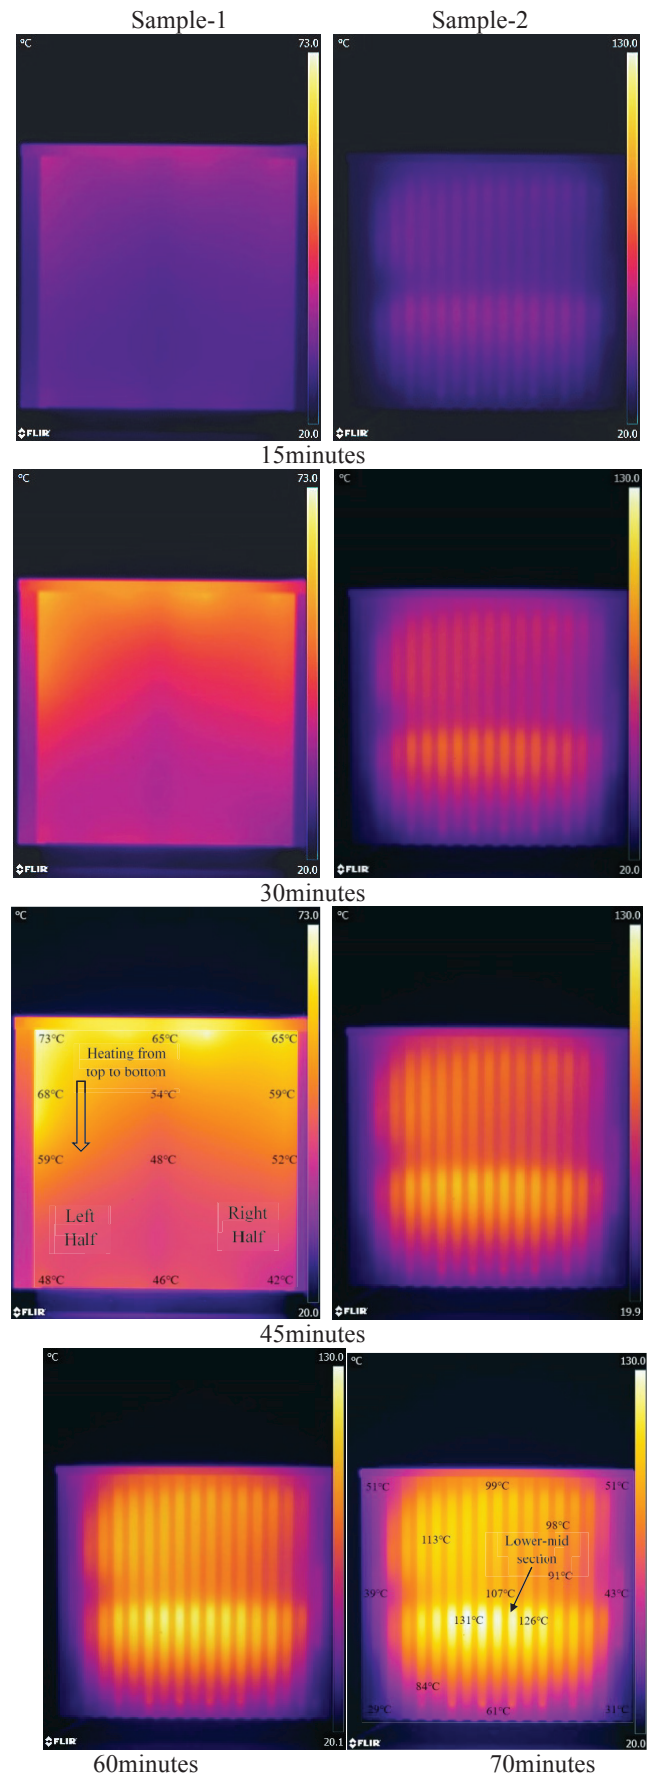 Sample-1
Sample-2
°C
73.0
130.0
FLIR
20.0
FLIR
20.0
15minutes
°C
73.0
°C
130.0
FLIR
20.0
FLIR
20.0
30minutes
°C
73.0
°C
130.0
73°C
65°C
65°C
Heating from
top to bottom
68°C
54°C
59°C
59°C
48°C
52°C
Left
Half
Right
Half
48°C
46°C
42°C
FLIR
20.0
FLIR
19.9
45minutes
°C
130.0
°C
130.0
51°C
99°C
51°C
98°C
113°C
Lower-mid
section
91°C
39°C
107°C
43°C
131°C
126°C
84°C
29°C
61°C
31°C
FLIR
20.1
FLIR
20.0
60minutes
70minutes